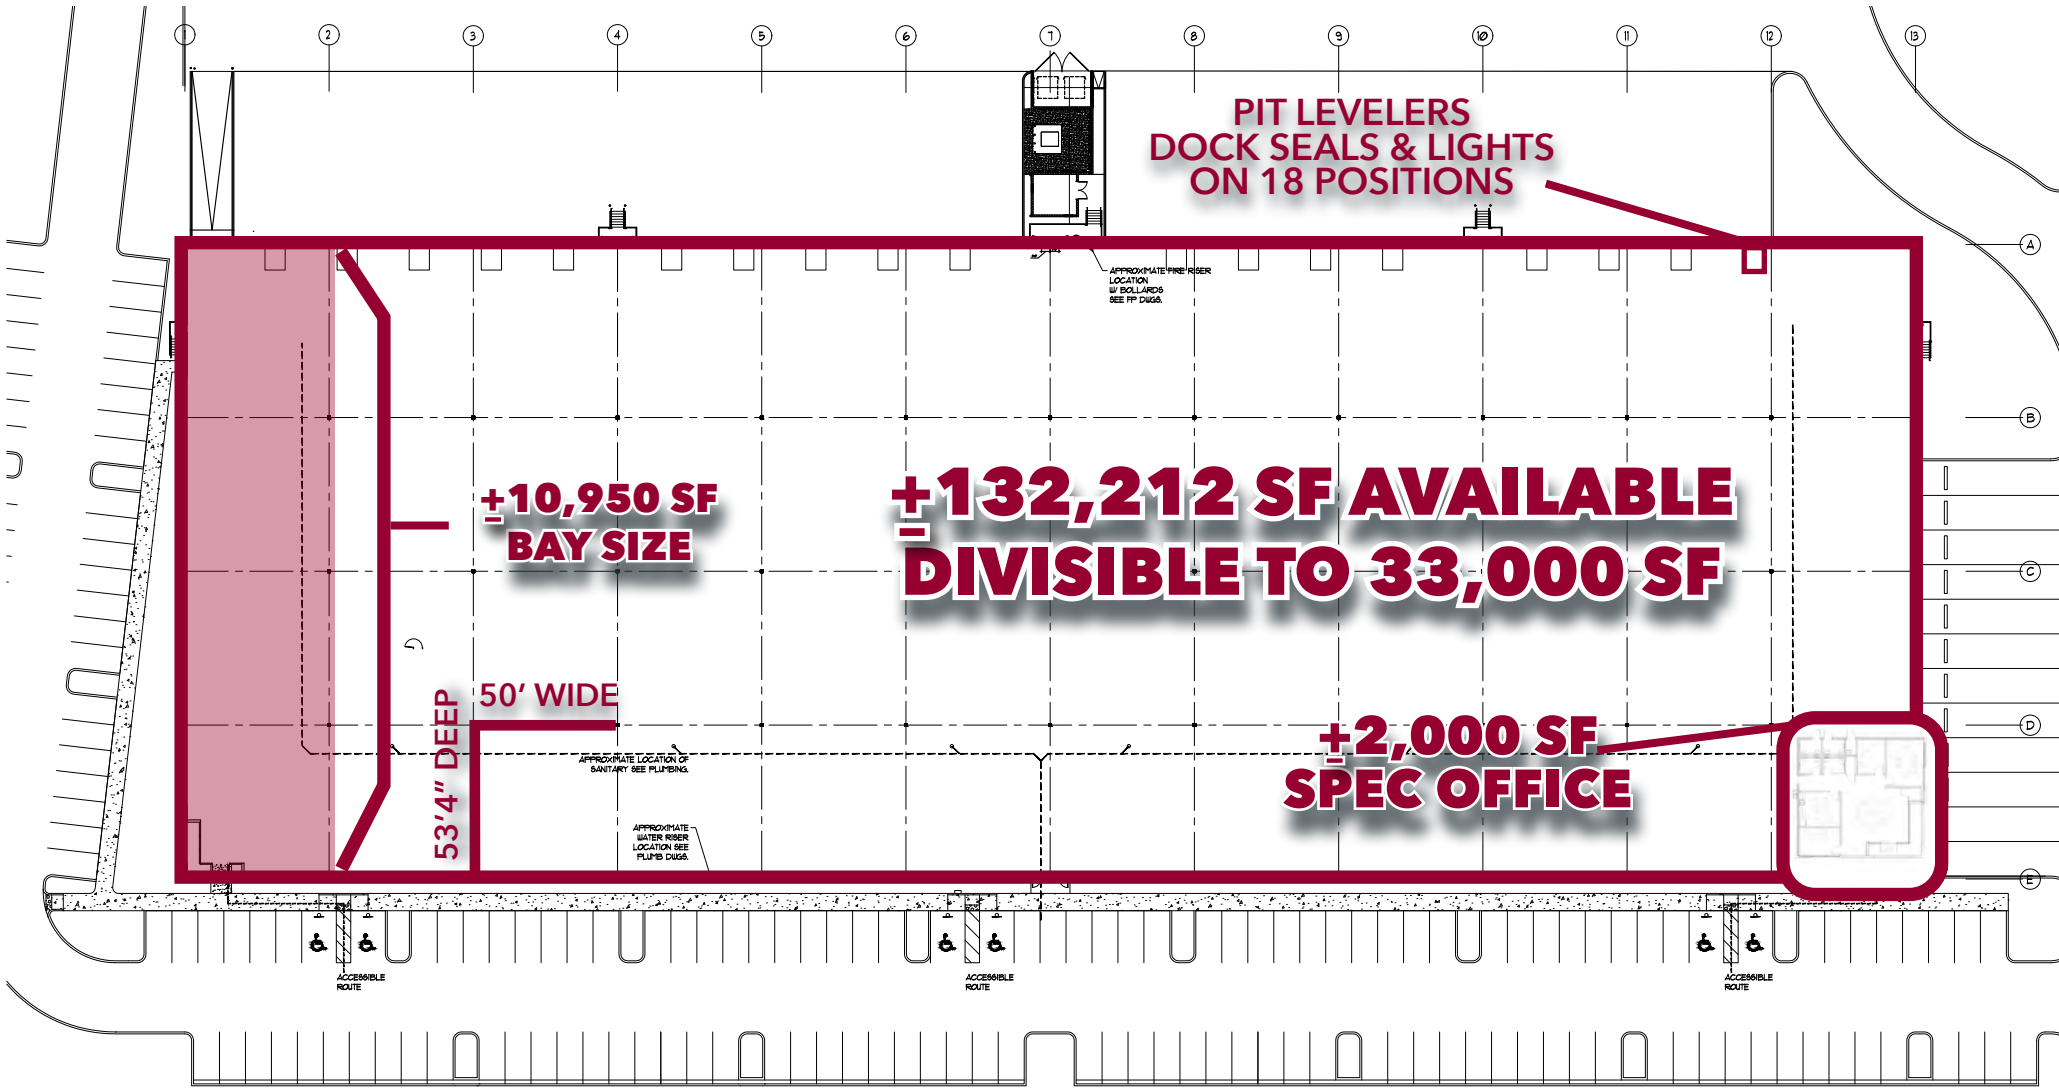 1 2 3 4 5 6 7 8 9 10 11 12 13
PIT LEVELERS
DOCK SEALS & LIGHTS
ON 18 POSITIONS
A
APPROXIMATE FIRE RISER
LOCATION
W/ BOLLARDS
SEE FP DWGS.
B
±10,950 SF
BAY SIZE
±132,212 SF AVAILABLE
DIVISIBLE TO 33,000 SF
C
50' WIDE
53'4" DEEP
D
±2,000 SF
SPEC OFFICE
APPROXIMATE LOCATION OF
SANITARY SEE PLUMBING.
APPROXIMATE
WATER RISER
LOCATION SEE
PLUMB DWGS.
E
ACCESSIBLE
ROUTE
ACCESSIBLE
ROUTE
ACCESSIBLE
ROUTE